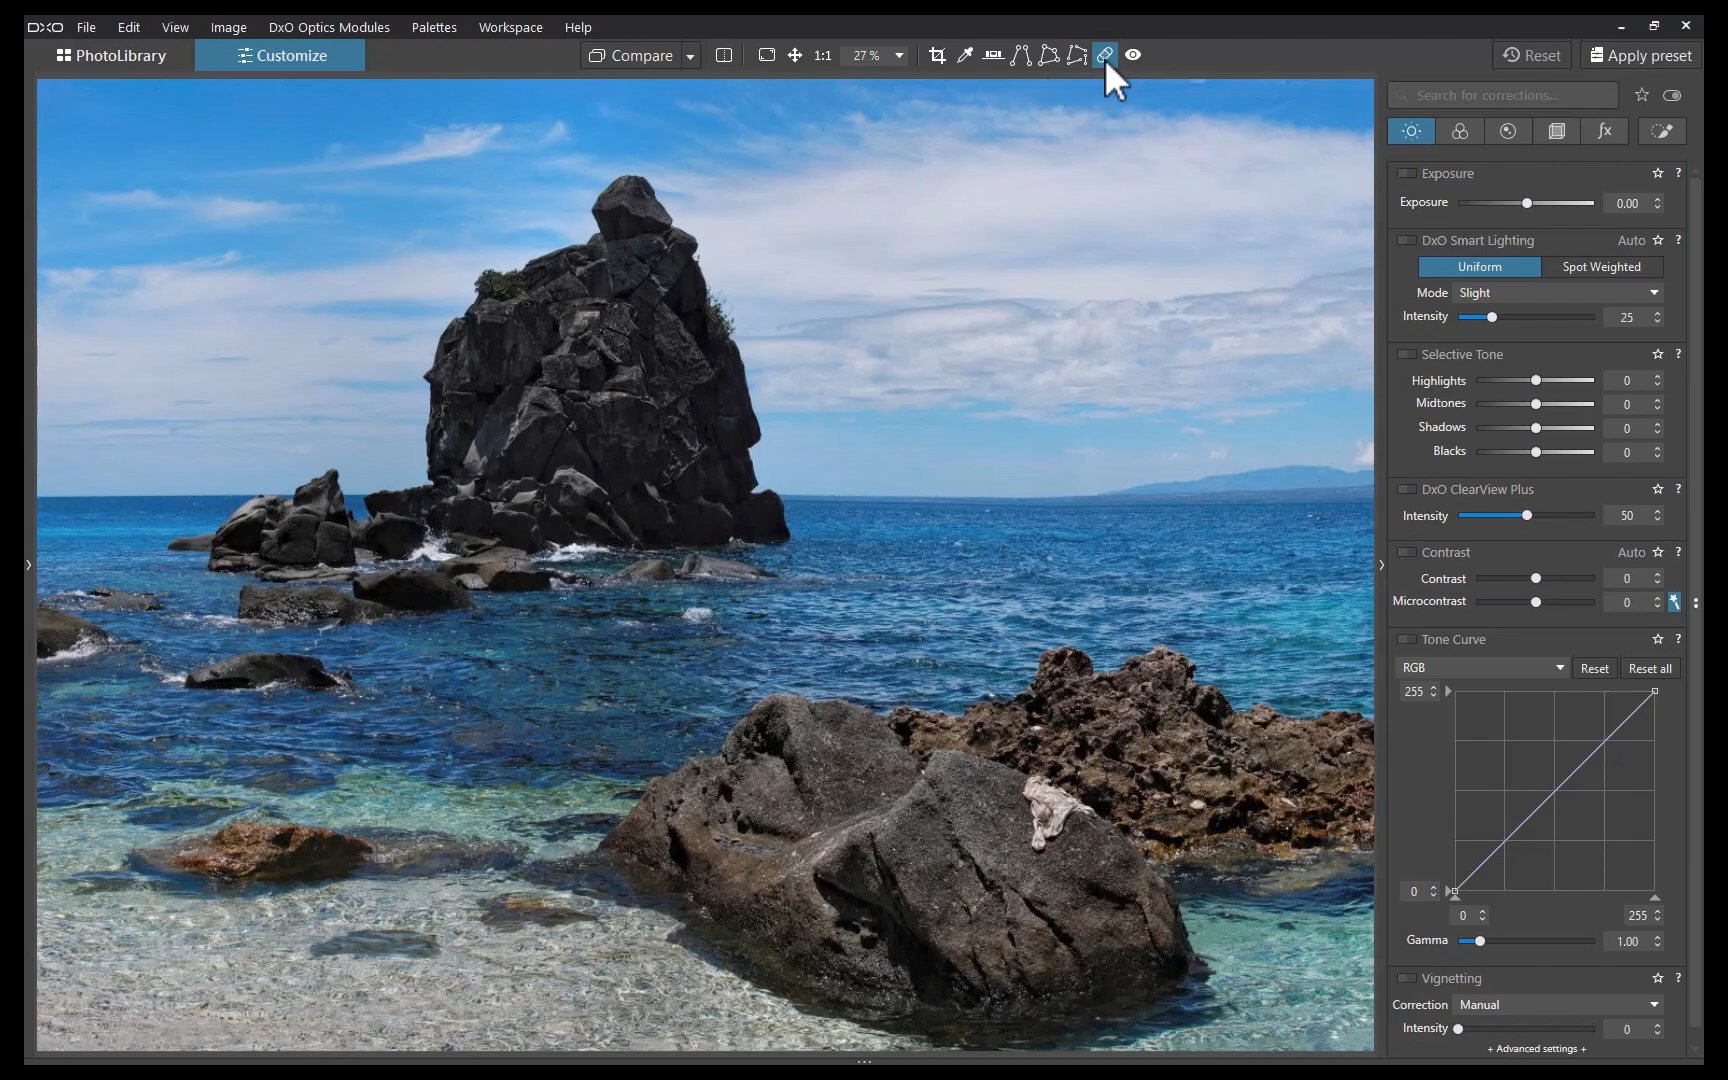 DXO File Edit View Image DxO Optics Modules Palettes Workspace Help
PhotoLibrary Customize Compare 1:1 27 % Reset Apply preset
Search for corrections...
fx
Exposure ?
Exposure 0.00
DxO Smart Lighting Auto ?
Uniform Spot Weighted
Mode Slight
Intensity 25
Selective Tone ?
Highlights 0
Midtones 0
Shadows 0
Blacks 0
DxO ClearView Plus ?
Intensity 50
Contrast Auto ?
Contrast 0
Microcontrast 0
Tone Curve ?
RGB Reset Reset all
255
0
0 255
Gamma 1.00
Vignetting ?
Correction Manual
Intensity 0
+ Advanced settings +